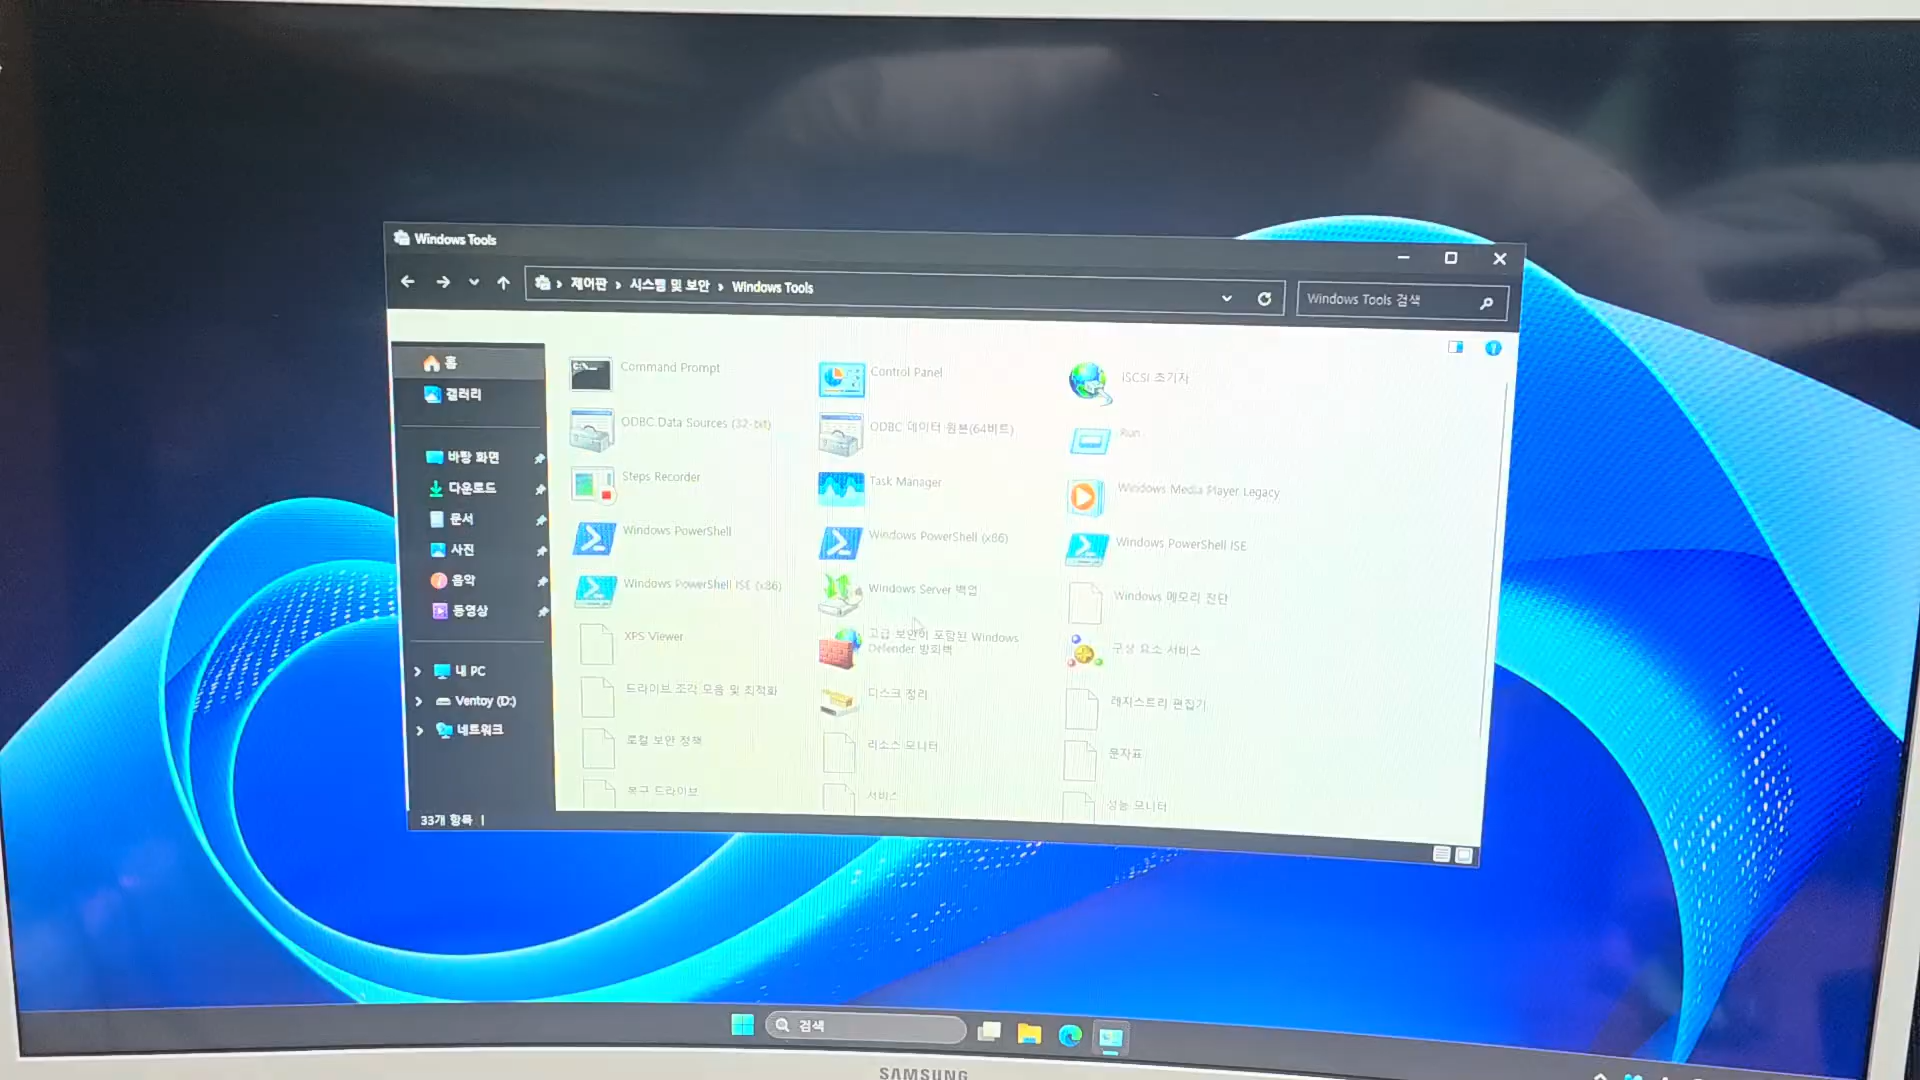 Windows Tools
제어판 › 시스템 및 보안 › Windows Tools
Windows Tools 검색
홈
갤러리
바탕 화면
다운로드
문서
사진
음악
동영상
내 PC
Ventoy (D:)
네트워크
Command Prompt
Control Panel
iSCSI 초기자
ODBC Data Sources (32-bit)
ODBC 데이터 원본(64비트)
Run
Steps Recorder
Task Manager
Windows Media Player Legacy
Windows PowerShell
Windows PowerShell (x86)
Windows PowerShell ISE
Windows PowerShell ISE (x86)
Windows Server 백업
Windows 메모리 진단
XPS Viewer
고급 보안이 포함된 Windows
Defender 방화벽
구성 요소 서비스
드라이브 조각 모음 및 최적화
디스크 정리
레지스트리 편집기
로컬 보안 정책
리소스 모니터
문자표
복구 드라이브
서비스
성능 모니터
33개 항목
검색
SAMSUNG